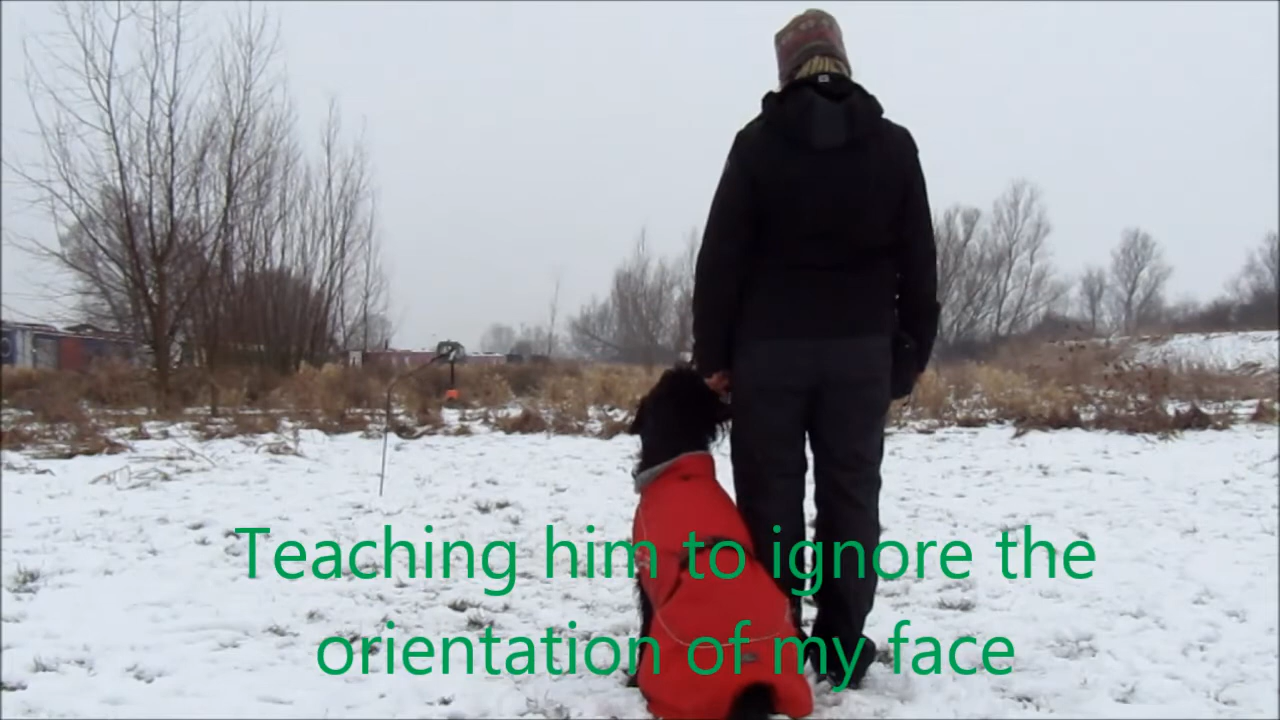 Teaching him to ignore the
orientation of my face